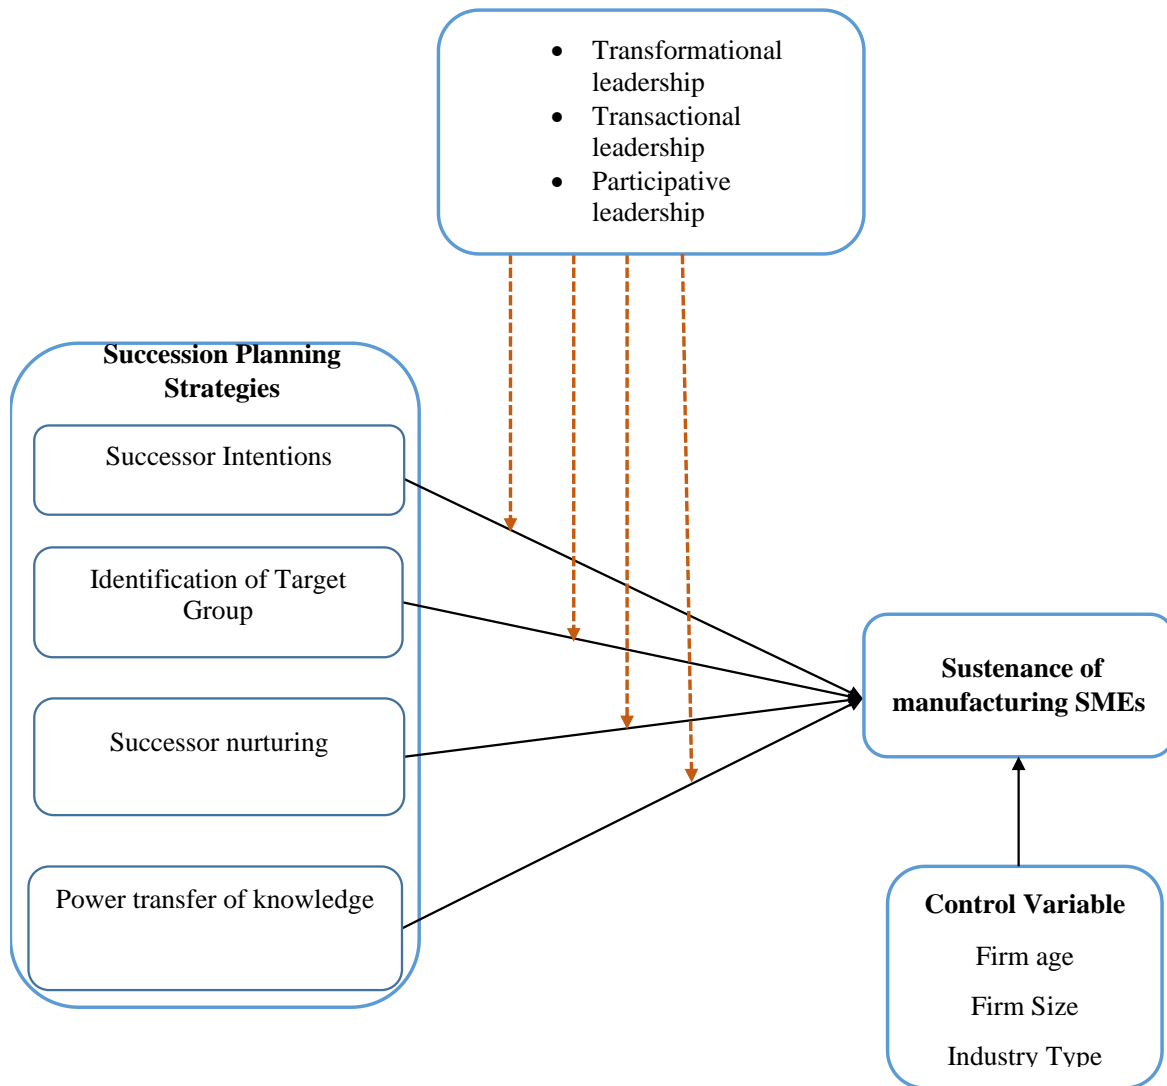 • Transformational
leadership
• Transactional
leadership
• Participative
leadership
Succession Planning
Strategies
Successor Intentions
Identification of Target
Group
Successor nurturing
Power transfer of knowledge
Sustenance of
manufacturing SMEs
Control Variable
Firm age
Firm Size
Industry Type